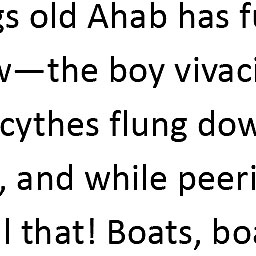 gs old Ahab has fu
w—the boy vivaci
cythes flung dow
, and while peeri
l that! Boats, boa